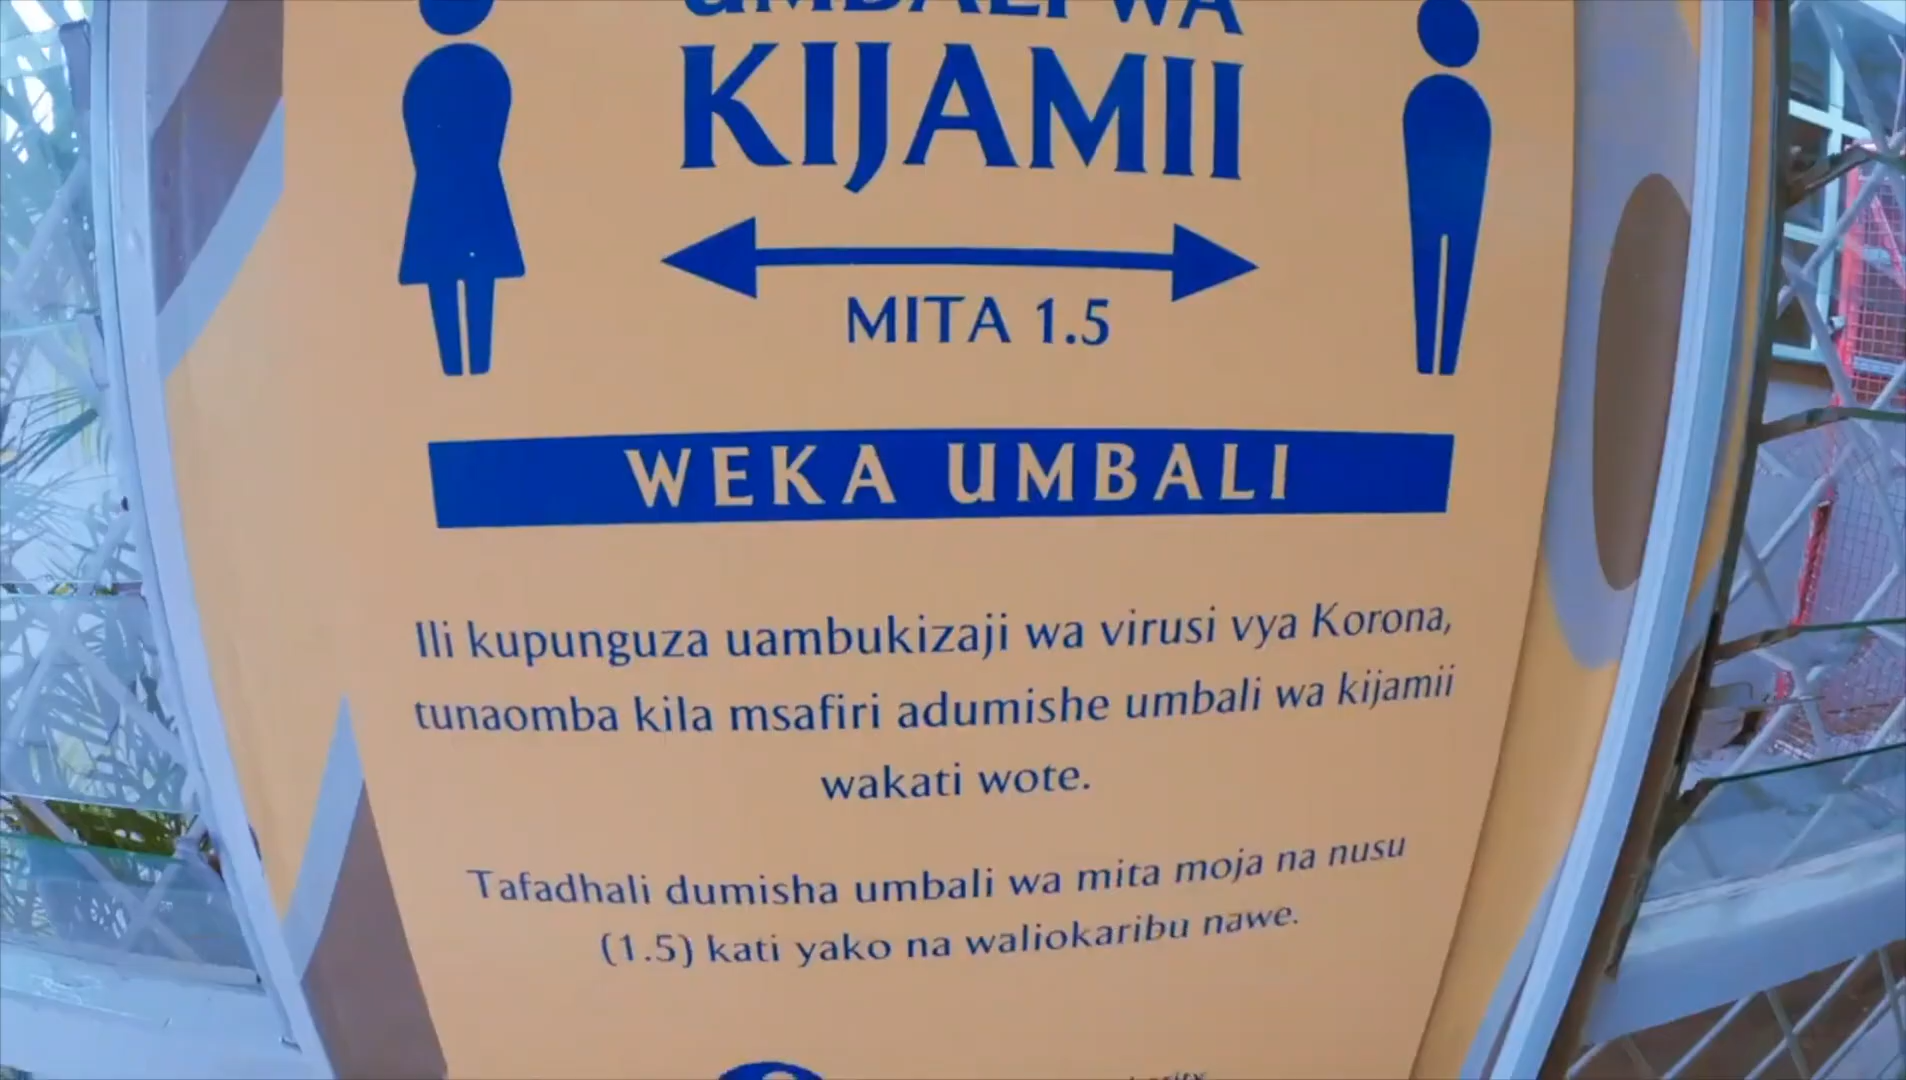 UMBALI WA
KIJAMII
MITA 1.5
WEKA UMBALI
Ili kupunguza uambukizaji wa virusi vya Korona,
tunaomba kila msafiri adumishe umbali wa kijamii
wakati wote.
Tafadhali dumisha umbali wa mita moja na nusu
(1.5) kati yako na waliokaribu nawe.